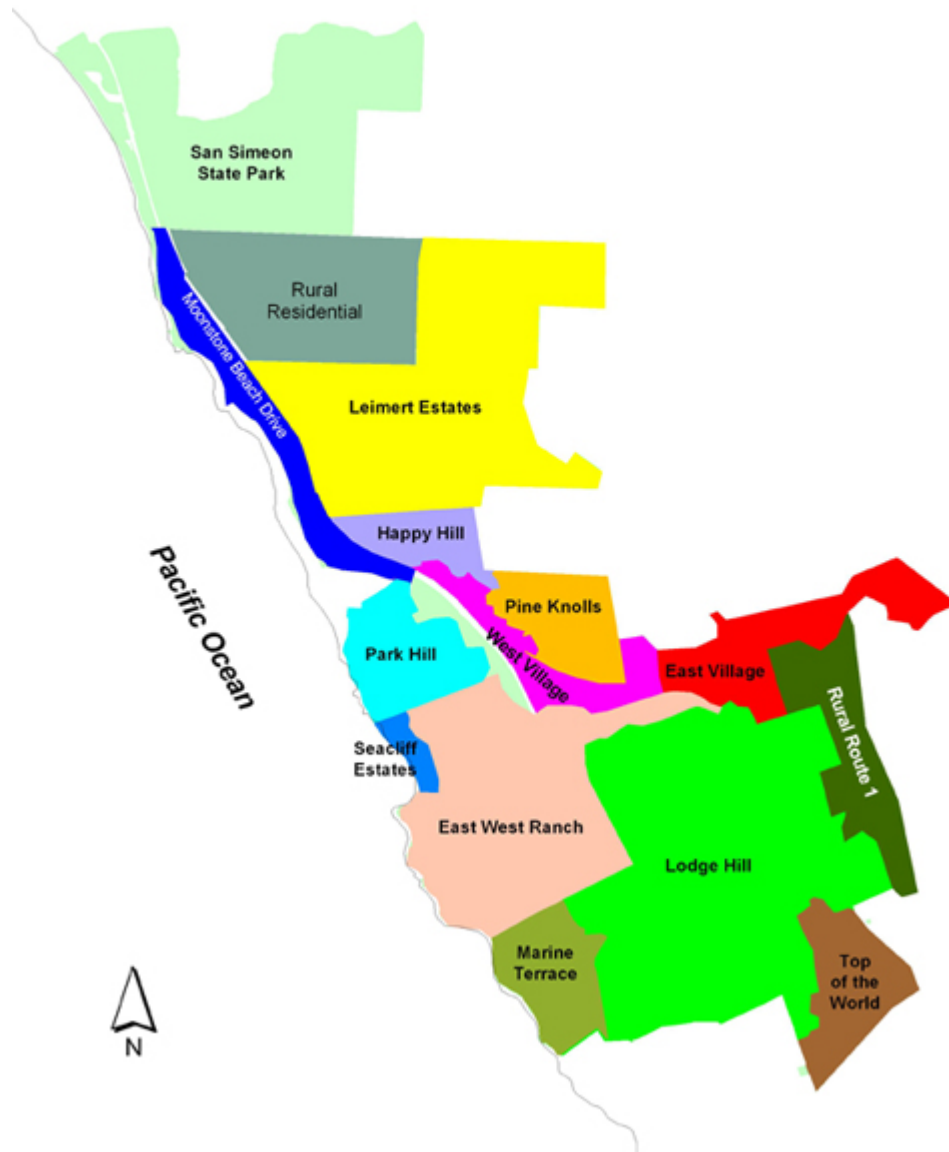 San Simeon
State Park
Rural
Residential
Moonstone Beach Drive
Leimert Estates
Happy Hill
Pine Knolls
Pacific Ocean
Park Hill
West Village
East Village
Rural Route 1
Seacliff
Estates
East West Ranch
Lodge Hill
Marine
Terrace
Top
of the
World
N